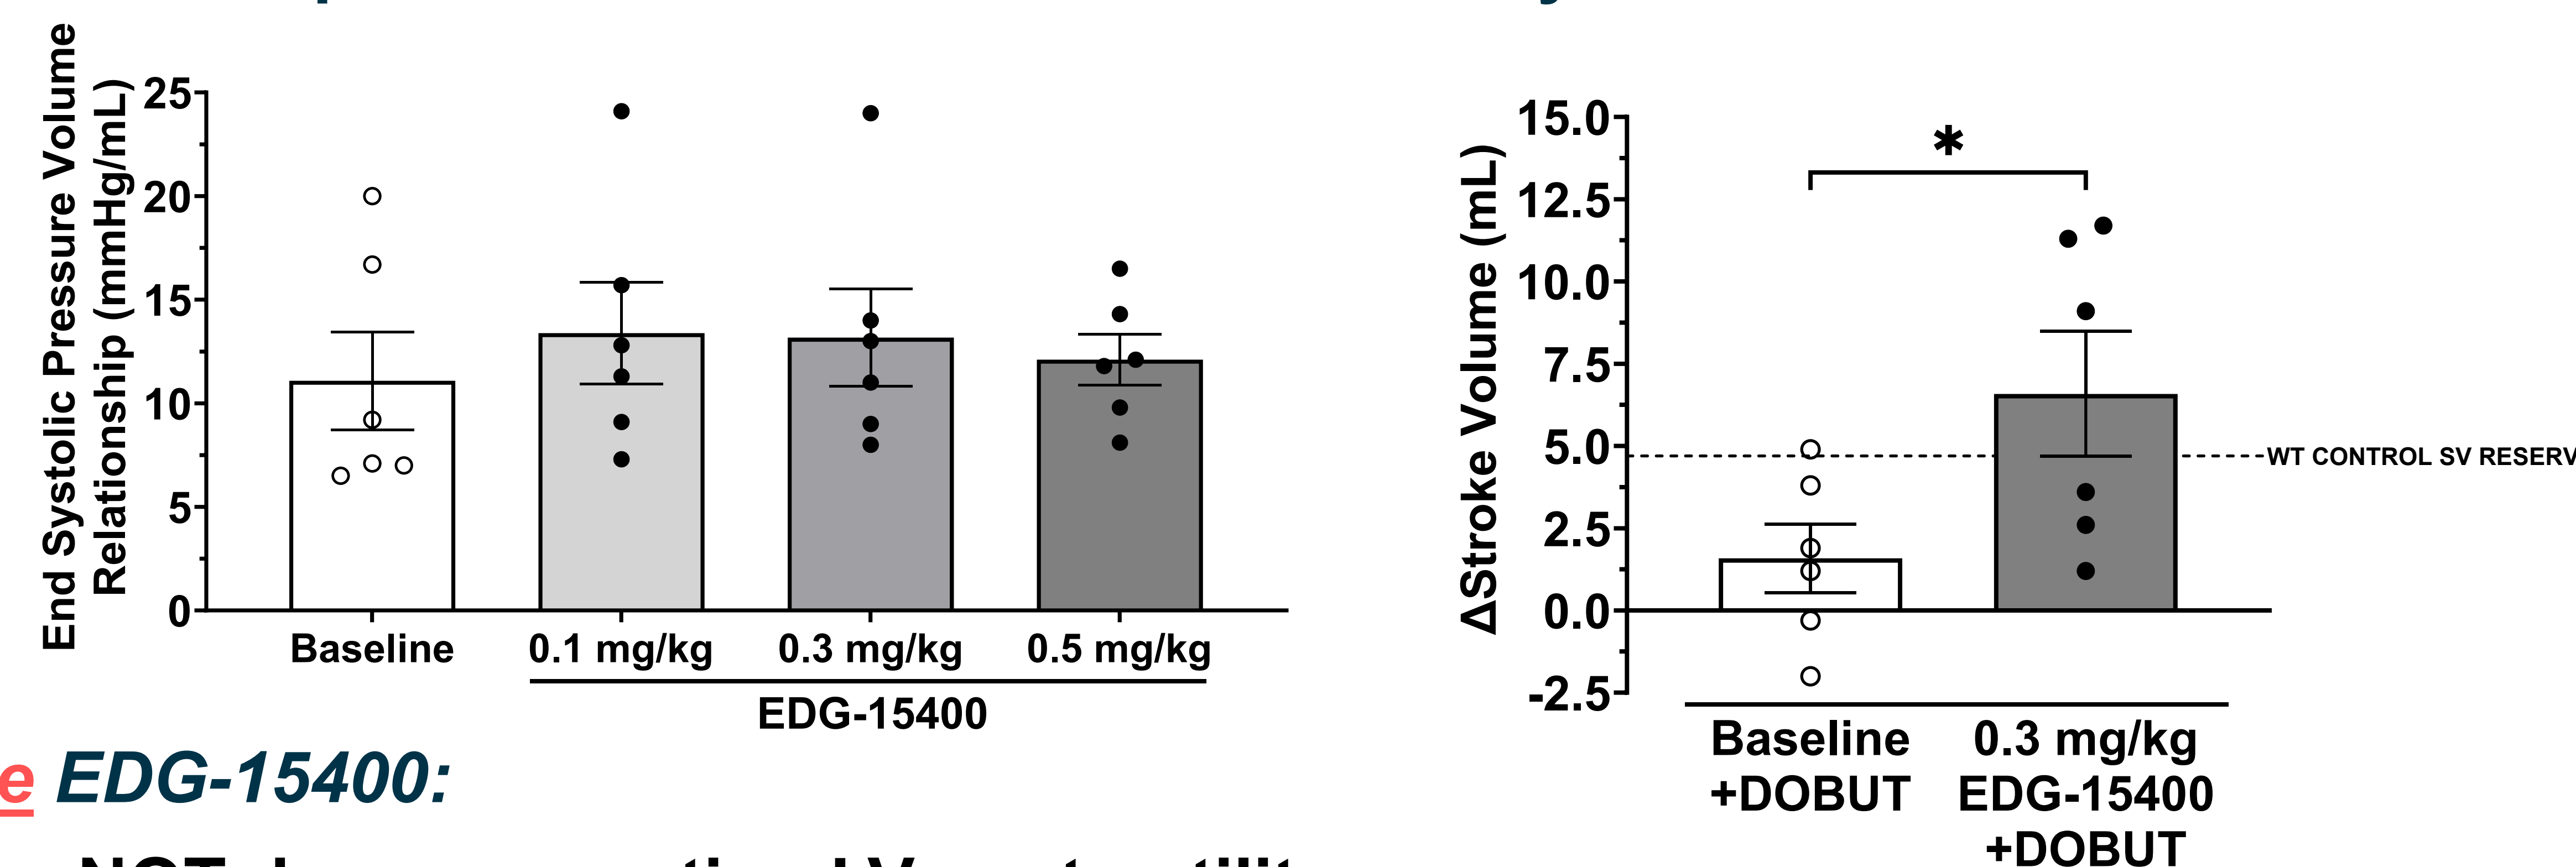 End Systolic Pressure Volume
Relationship (mmHg/mL)
25
20
15
10
5
0
Baseline
0.1 mg/kg
0.3 mg/kg
0.5 mg/kg
EDG-15400
ΔStroke Volume (mL)
15.0
12.5
10.0
7.5
5.0
2.5
0.0
-2.5
*
WT CONTROL SV RESERV
Baseline
+DOBUT
0.3 mg/kg
EDG-15400
+DOBUT
e EDG-15400:
NOT